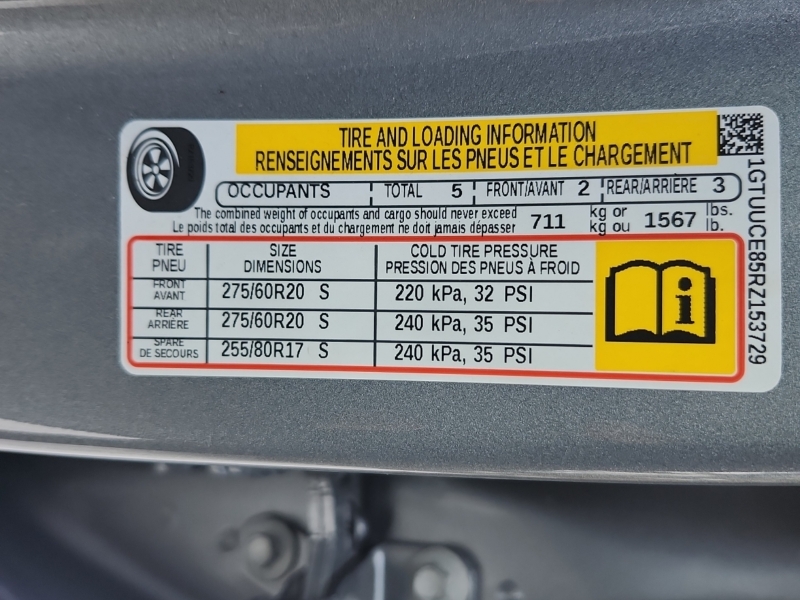 TIRE AND LOADING INFORMATION
RENSEIGNEMENTS SUR LES PNEUS ET LE CHARGEMENT
OCCUPANTS TOTAL 5 FRONT/AVANT 2 REAR/ARRIÈRE 3
The combined weight of occupants and cargo should never exceed
Le poids total des occupants et du chargement ne doit jamais dépasser
711 kg or 1567 lbs.
kg ou lb.
TIRE SIZE COLD TIRE PRESSURE
PNEU DIMENSIONS PRESSION DES PNEUS À FROID
FRONT
AVANT 275/60R20 S 220 kPa, 32 PSI
REAR
ARRIÈRE 275/60R20 S 240 kPa, 35 PSI
SPARE
DE SECOURS 255/80R17 S 240 kPa, 35 PSI
1GTUUCE85RZ153729